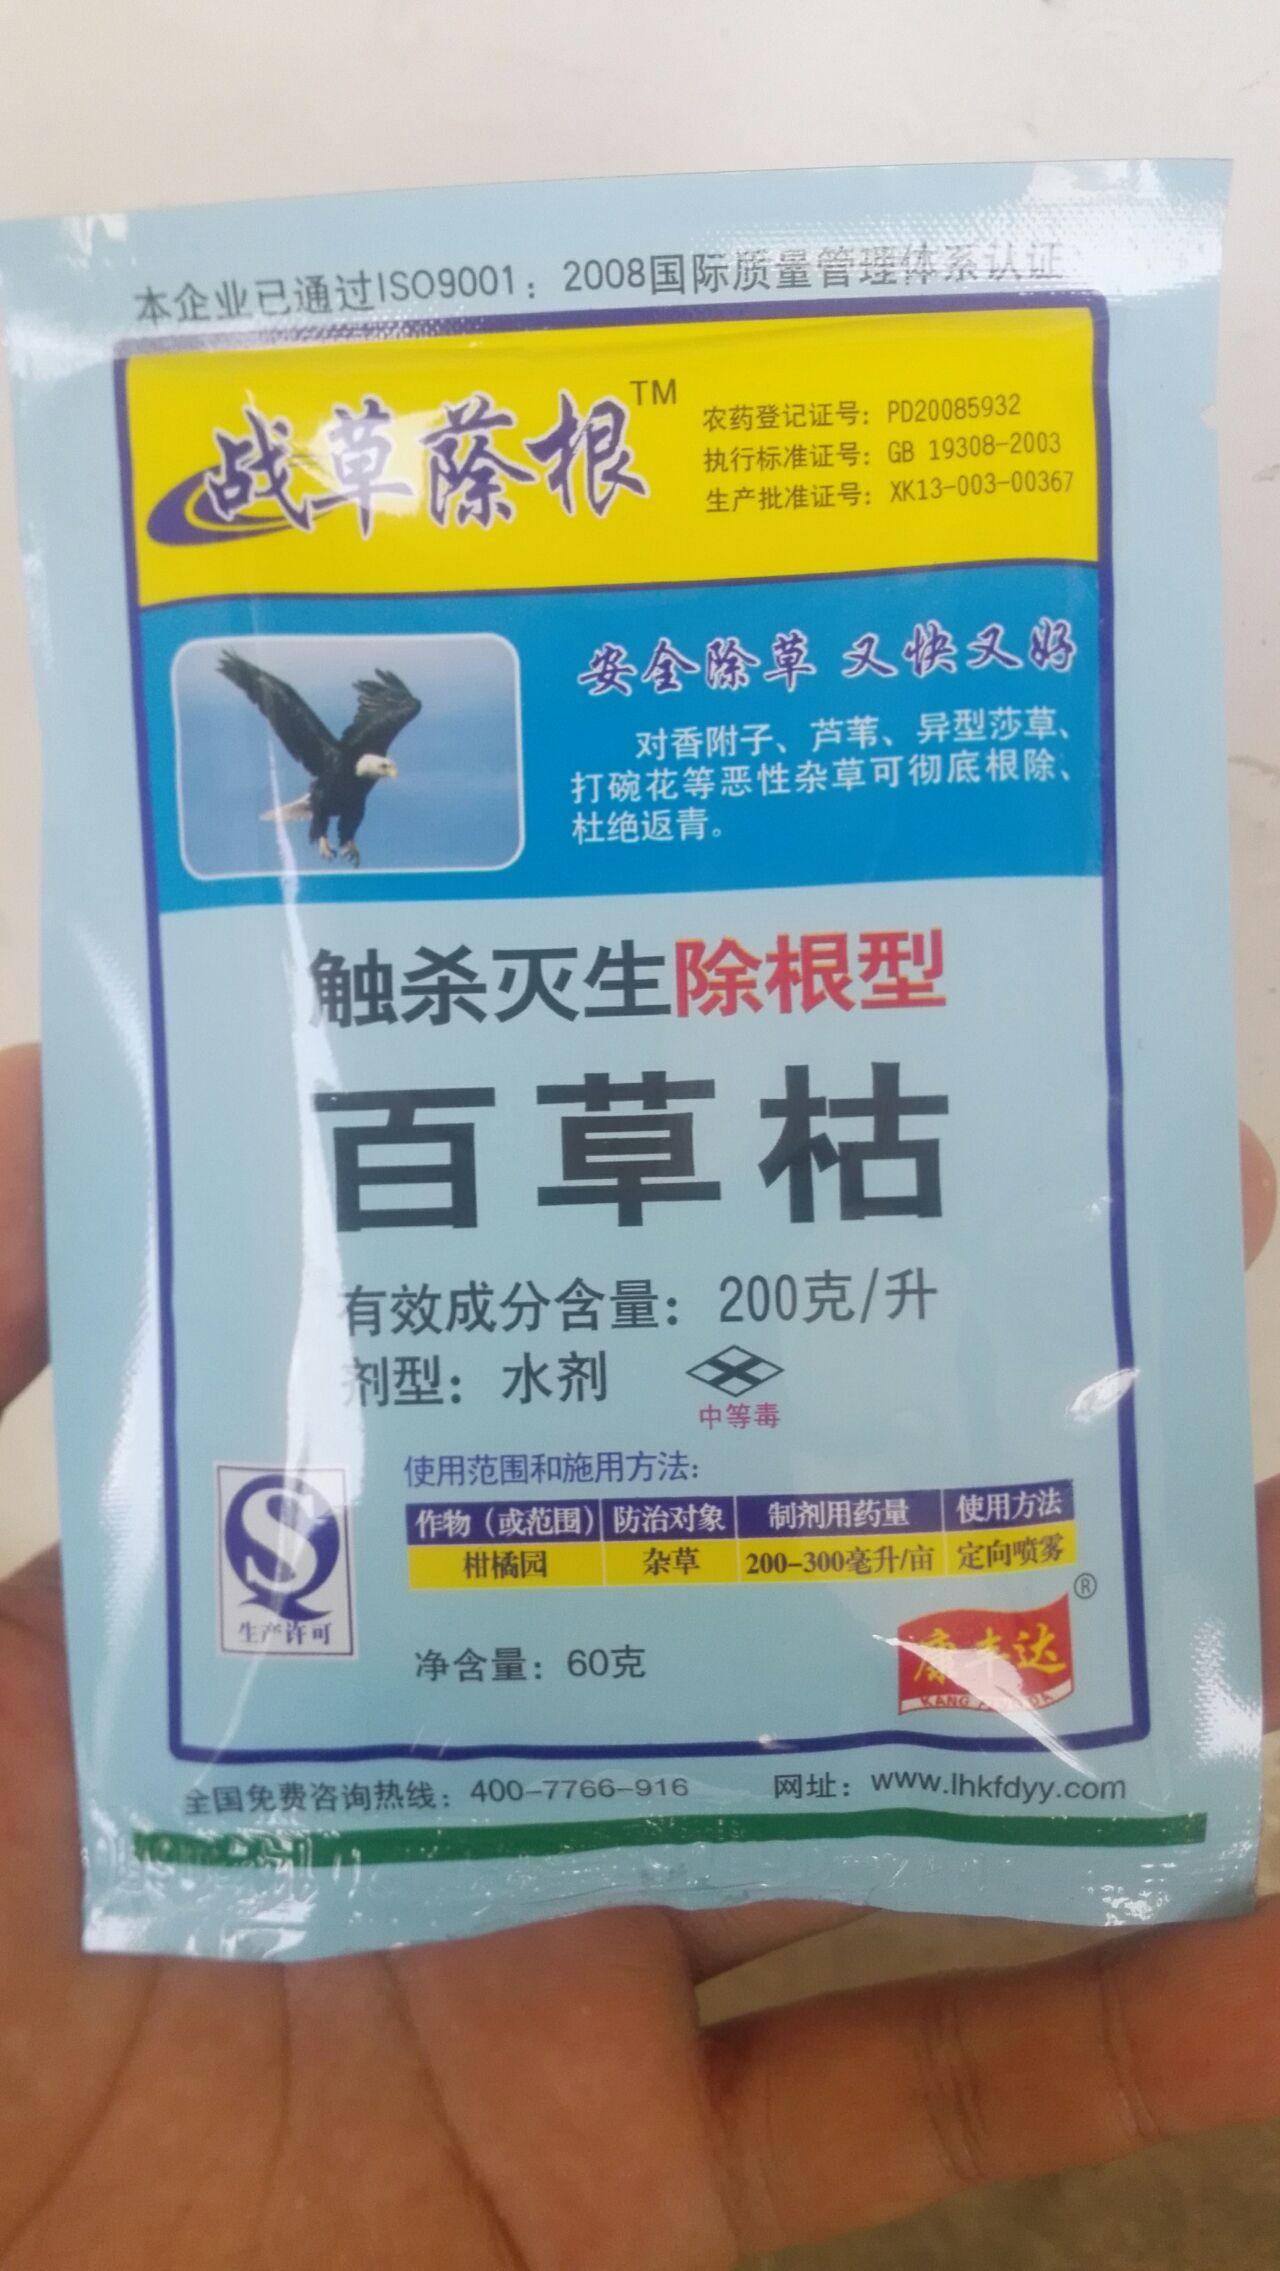 本企业已通过ISO9001：2008国际质量管理体系认证
战草除根TM
农药登记证号：PD20085932
执行标准证号：GB 19308-2003
生产批准证号：XK13-003-00367
安全除草 又快又好
对香附子、芦苇、异型莎草、
打碗花等恶性杂草可彻底根除、
杜绝返青。
触杀灭生除根型
百草枯
有效成分含量：200克/升
剂型：水剂
中等毒
使用范围和施用方法：
作物（或范围） 防治对象 制剂用药量 使用方法
柑橘园 杂草 200-300毫升/亩 定向喷雾
生产许可
净含量：60克
康丰达®
全国免费咨询热线：400-7766-916 网址：www.lhkfdyy.com